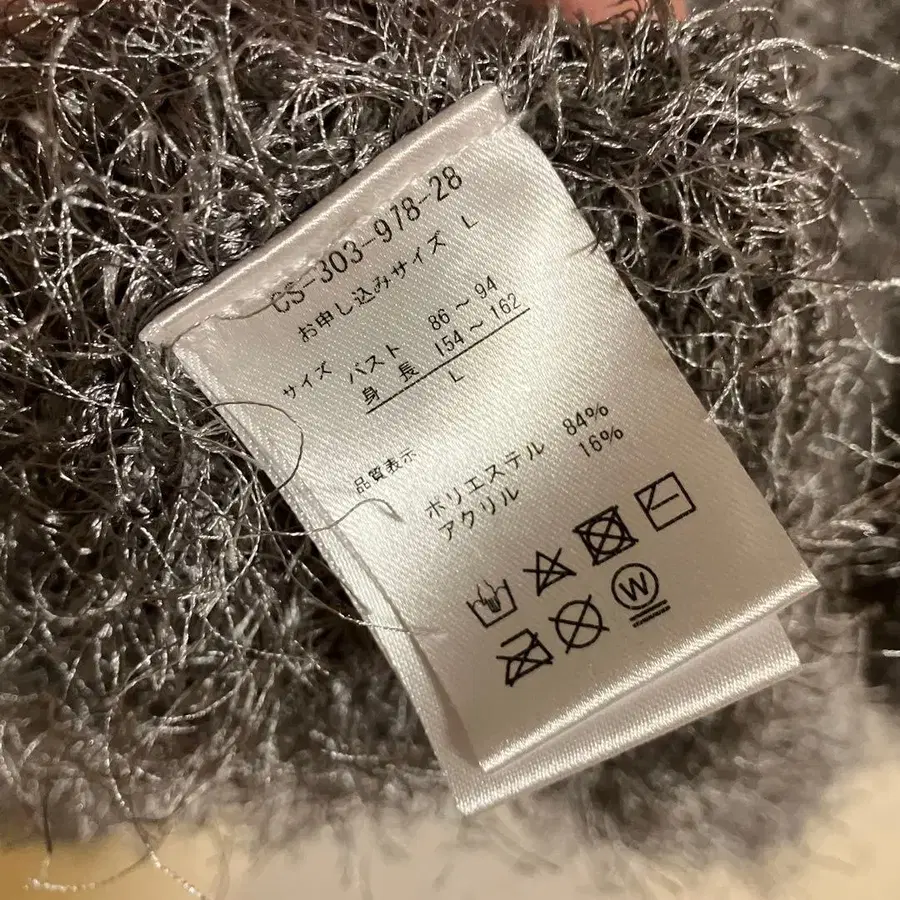 CS-303-978-28
お申し込みサイズ L
サイズ バスト 86～94
身長 154～162
L
品質表示
ポリエステル 84%
アクリル 16%
W